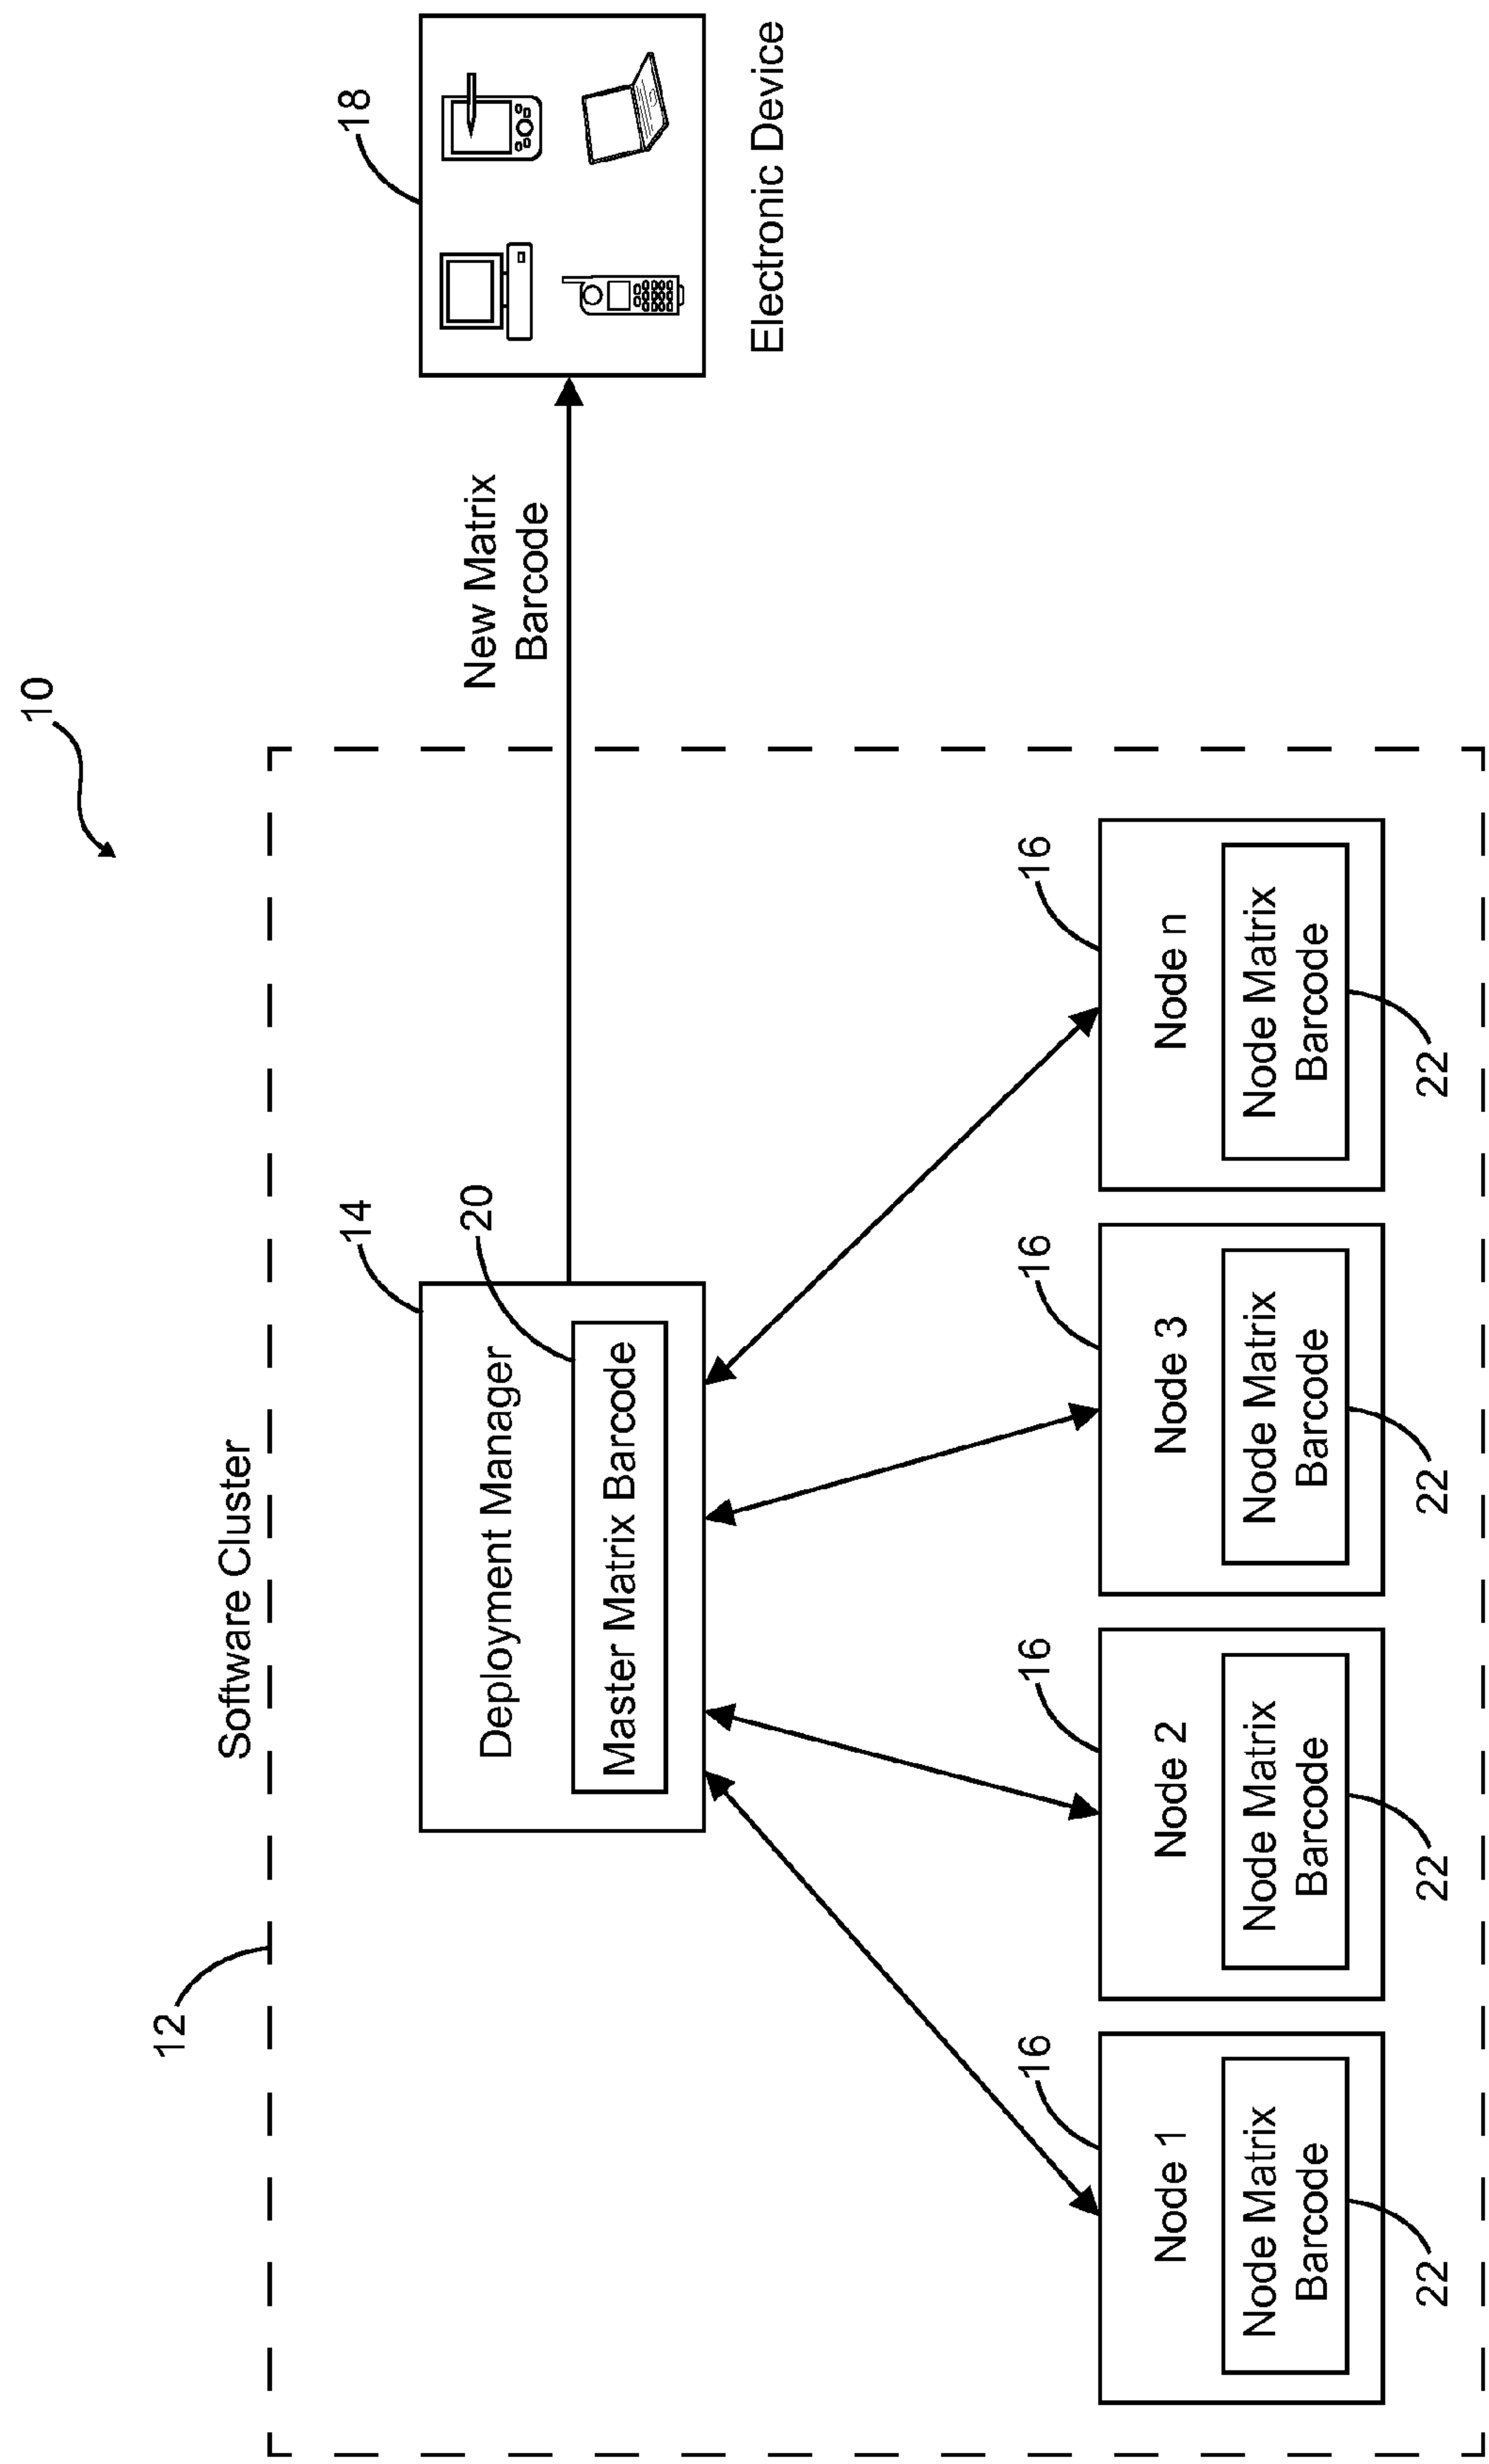 10
Software Cluster
12
14
Deployment Manager
20
Master Matrix Barcode
New Matrix
Barcode
18
Electronic Device
16
Node 1
Node Matrix
Barcode
22
16
Node 2
Node Matrix
Barcode
22
16
Node 3
Node Matrix
Barcode
22
16
Node n
Node Matrix
Barcode
22